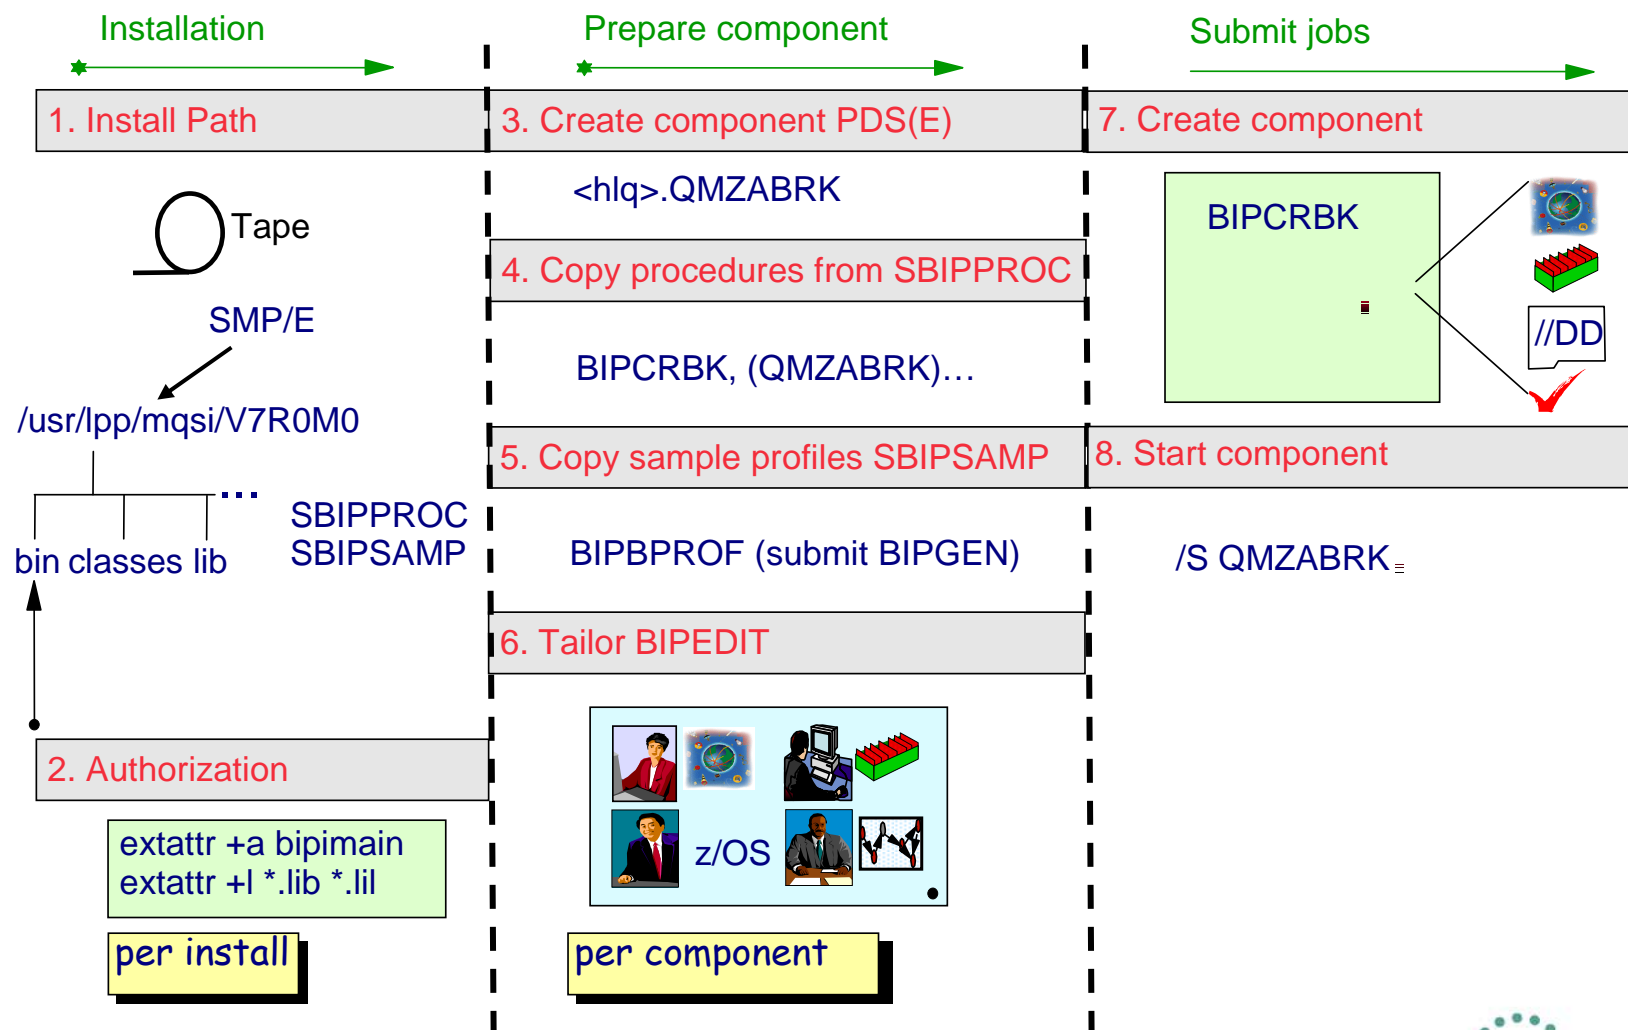 Installation
Prepare component
Submit jobs
1. Install Path
3. Create component PDS(E)
7. Create component
Tape
SMP/E
/usr/lpp/mqsi/V7R0M0
bin classes lib
...
SBIPPROC
SBIPSAMP
2. Authorization
extattr +a bipimain
extattr +l *.lib *.lil
per install
<hlq>.QMZABRK
4. Copy procedures from SBIPPROC
BIPCRBK, (QMZABRK)…
5. Copy sample profiles SBIPSAMP
BIPBPROF (submit BIPGEN)
6. Tailor BIPEDIT
z/OS
per component
BIPCRBK
//DD
8. Start component
/S QMZABRK